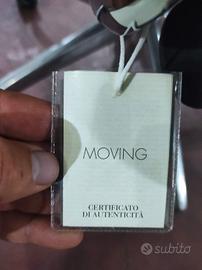 MOVING
CERTIFICATO
DI AUTENTICITÀ
subito